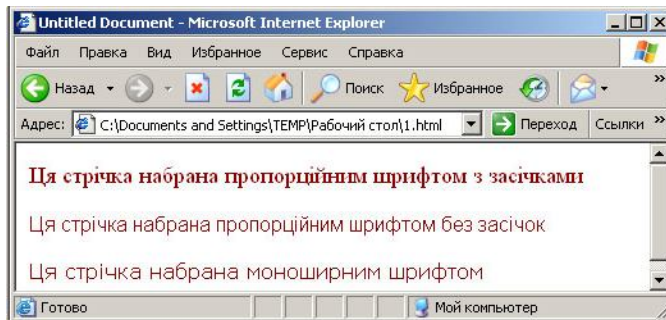 Untitled Document - Microsoft Internet Explorer
Файл Правка Вид Избранное Сервис Справка
Назад Поиск Избранное »
Адрес: C:\Documents and Settings\TEMP\Рабочий стол\1.html Переход Ссылки »
Ця стрічка набрана пропорційним шрифтом з засічками
Ця стрічка набрана пропорційним шрифтом без засічок
Ця стрічка набрана моноширним шрифтом
Готово Мой компьютер